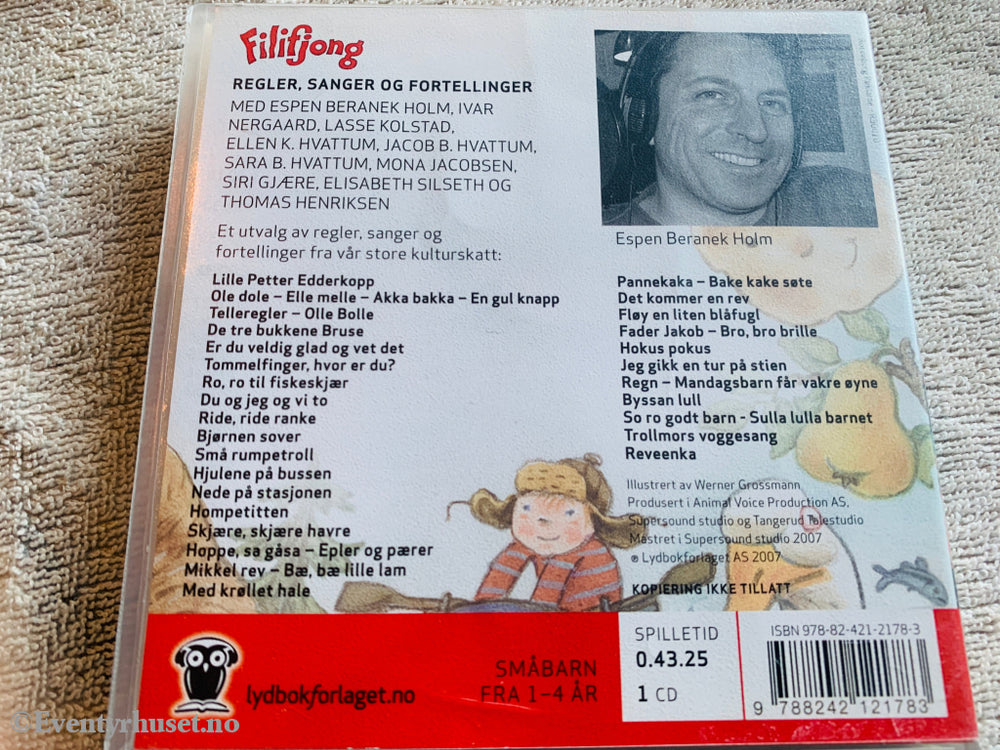 Filifjong
REGLER, SANGER OG FORTELLINGER
MED ESPEN BERANEK HOLM, IVAR
NERGAARD, LASSE KOLSTAD,
ELLEN K. HVATTUM, JACOB B. HVATTUM,
SARA B. HVATTUM, MONA JACOBSEN,
SIRI GJÆRE, ELISABETH SILSETH OG
THOMAS HENRIKSEN
Et utvalg av regler, sanger og
fortellinger fra vår store kulturskatt:
Espen Beranek Holm
Lille Petter Edderkopp
Ole dole – Elle melle – Akka bakka – En gul knapp
Telleregler – Olle Bolle
De tre bukkene Bruse
Er du veldig glad og vet det
Tommelfinger, hvor er du?
Ro, ro til fiskeskjær
Du og jeg og vi to
Ride, ride ranke
Bjørnen sover
Små rumpetroll
Hjulene på bussen
Nede på stasjonen
Hompetitten
Skjære, skjære havre
Hoppe, sa gåsa – Epler og pærer
Mikkel rev – Bæ, bæ lille lam
Med krøllet hale
Pannekaka – Bake kake søte
Det kommer en rev
Fløy en liten blåfugl
Fader Jakob – Bro, bro brille
Hokus pokus
Jeg gikk en tur på stien
Regn – Mandagsbarn får vakre øyne
Byssan lull
So ro godt barn - Sulla lulla barnet
Trollmors voggesang
Reveenka
Illustrert av Werner Grossmann
Produsert i Animal Voice Production AS,
Supersound studio og Tangerud Talestudio
Mastret i Supersound studio 2007
℗ Lydbokforlaget AS 2007
KOPIERING IKKE TILLATT
lydbokforlaget.no
SMÅBARN
FRA 1–4 ÅR
SPILLETID
0.43.25
1 CD
ISBN 978-82-421-2178-3
9 788242 121783
©Eventyrhuset.no